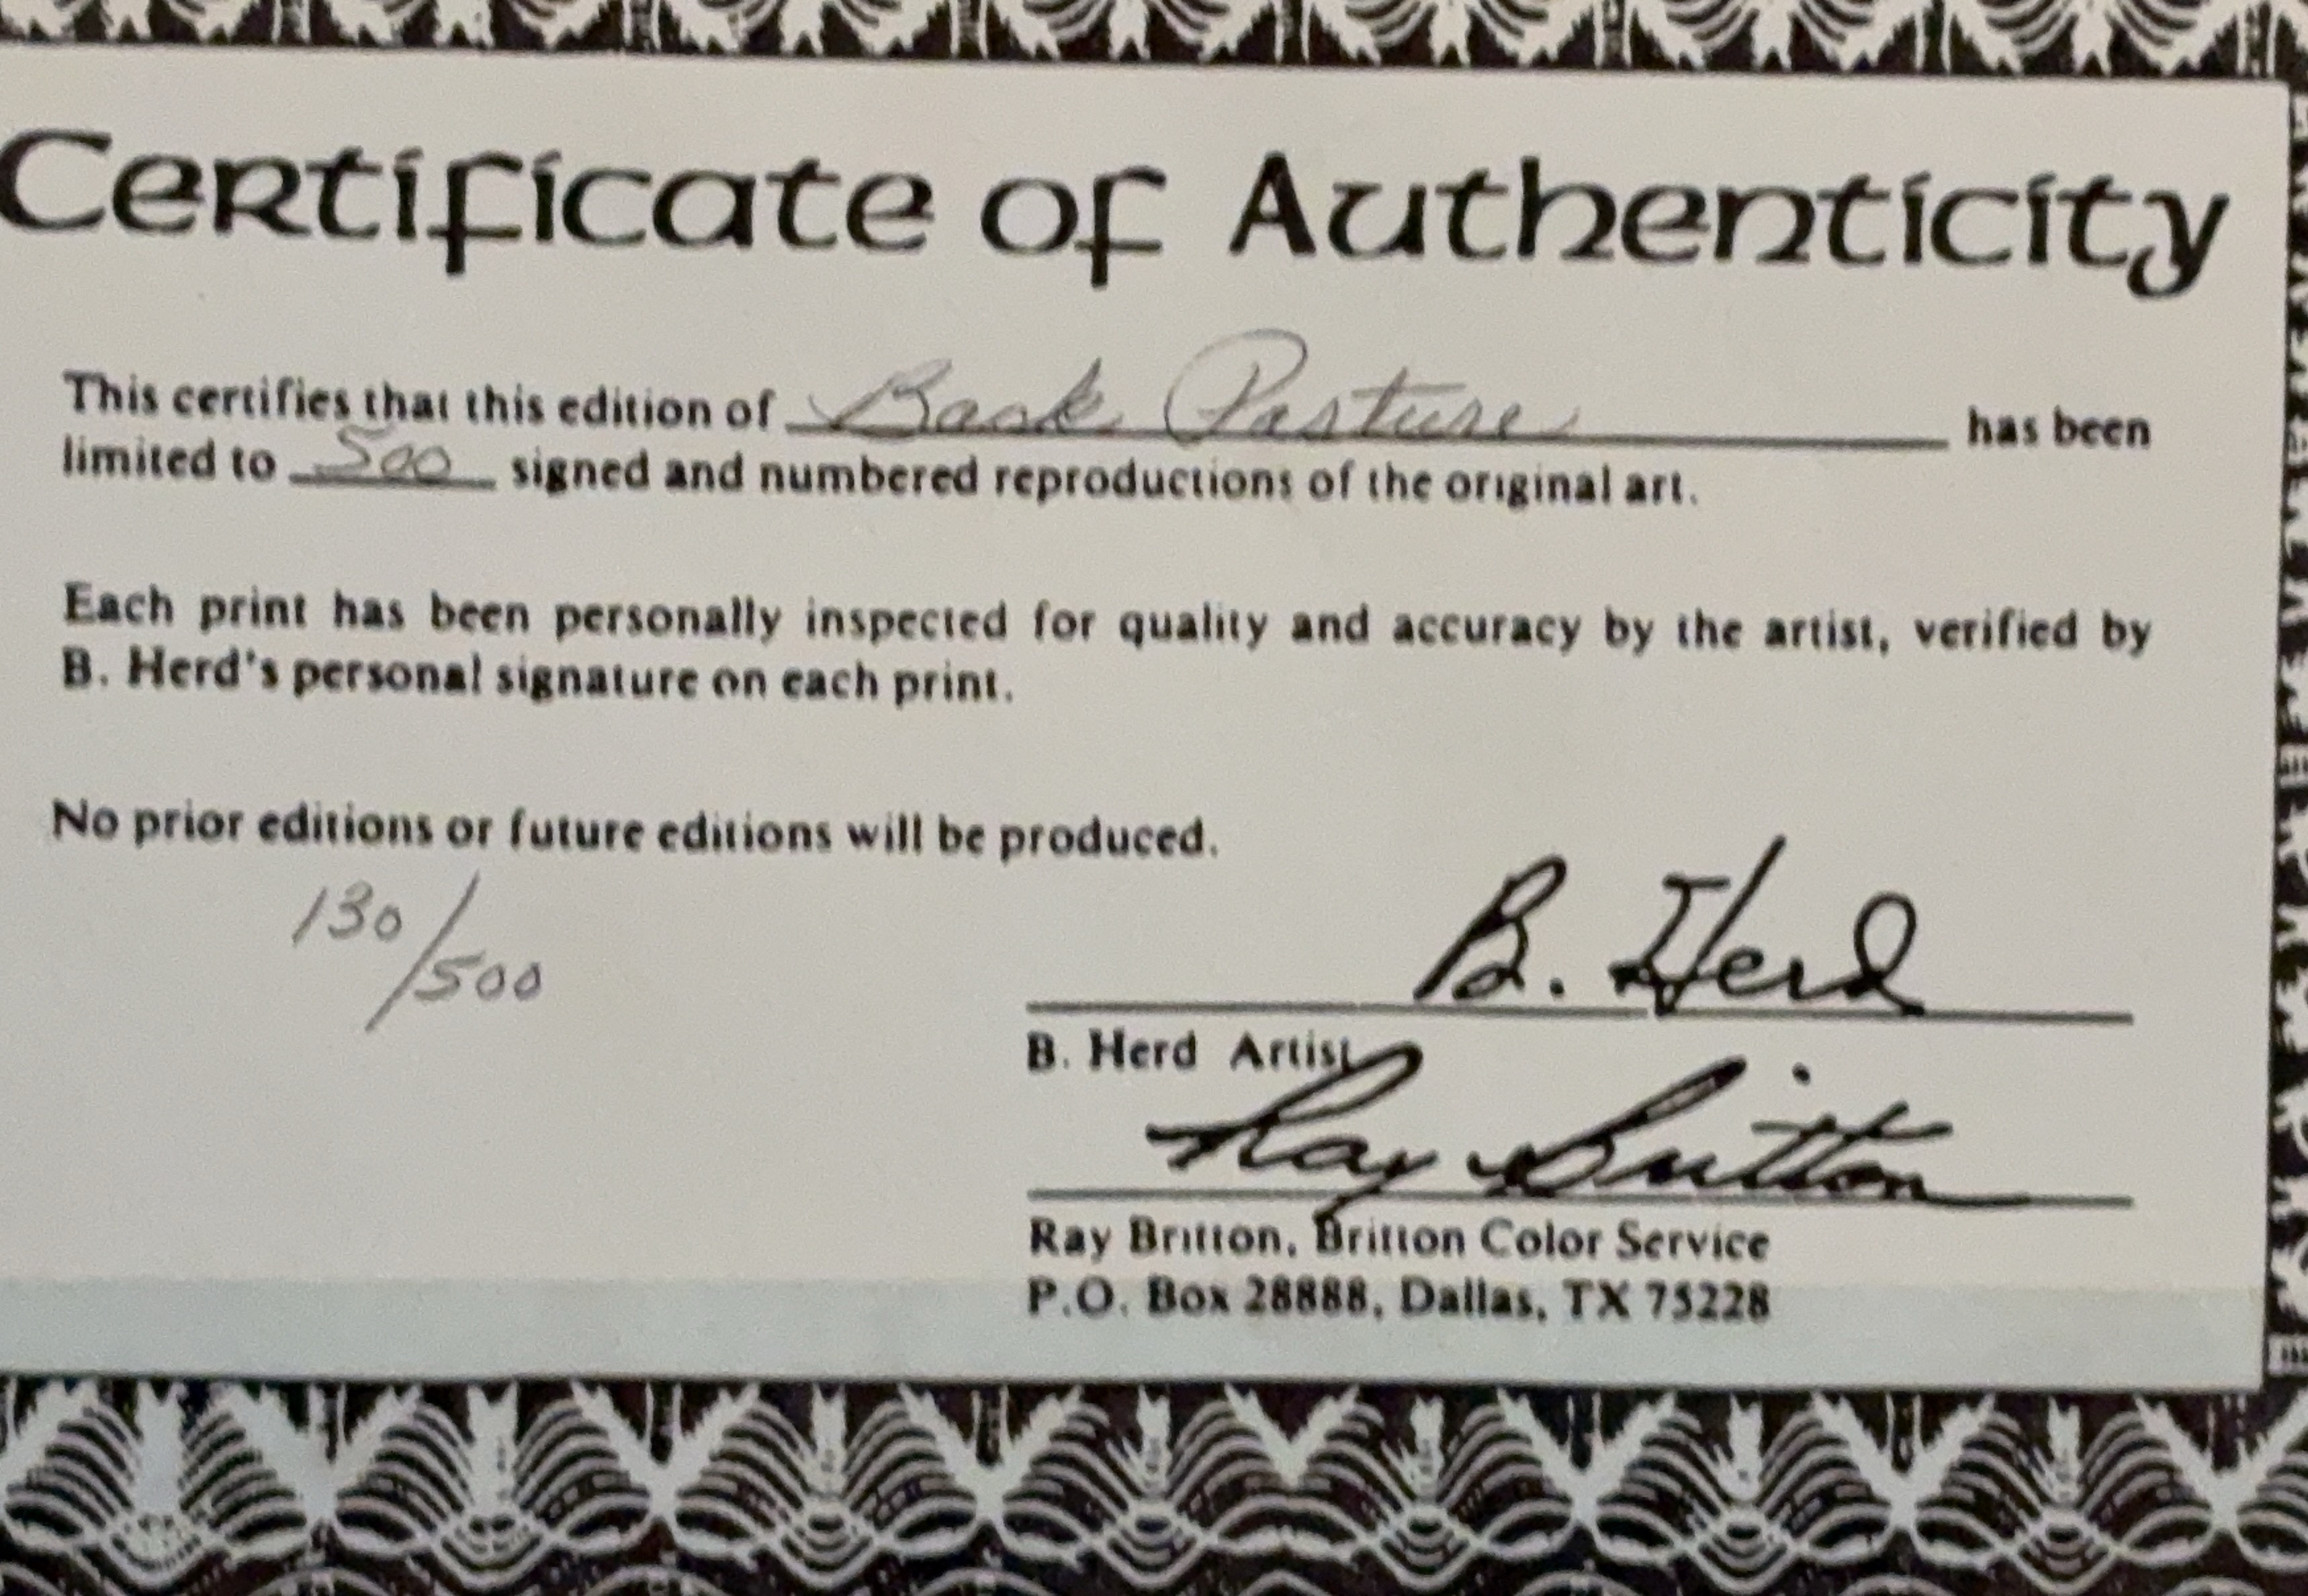 Certificate of Authenticity
This certifies that this edition of Back Pasture has been
limited to 500 signed and numbered reproductions of the original art.
Each print has been personally inspected for quality and accuracy by the artist, verified by
B. Herd's personal signature on each print.
No prior editions or future editions will be produced.
130/500
B. Herd
B. Herd Artist
Ray Britton
Ray Britton, Britton Color Service
P.O. Box 28888, Dallas, TX 75228